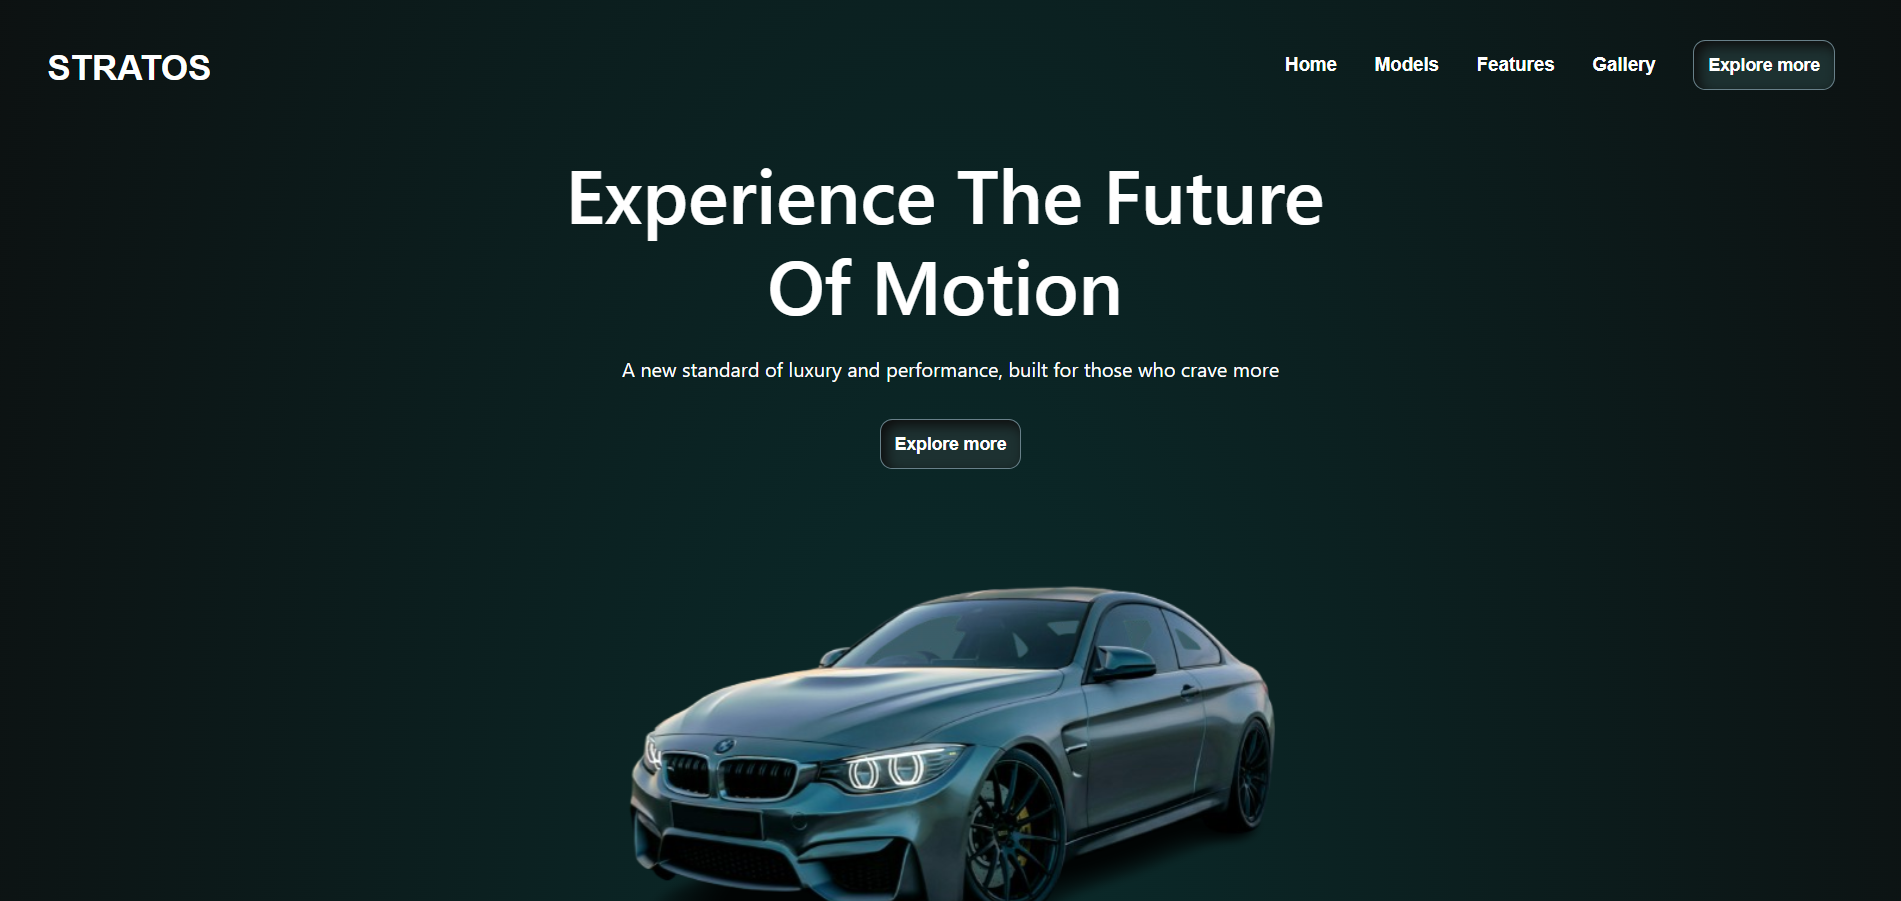 STRATOS
Home Models Features Gallery Explore more
Experience The Future
Of Motion
A new standard of luxury and performance, built for those who crave more
Explore more